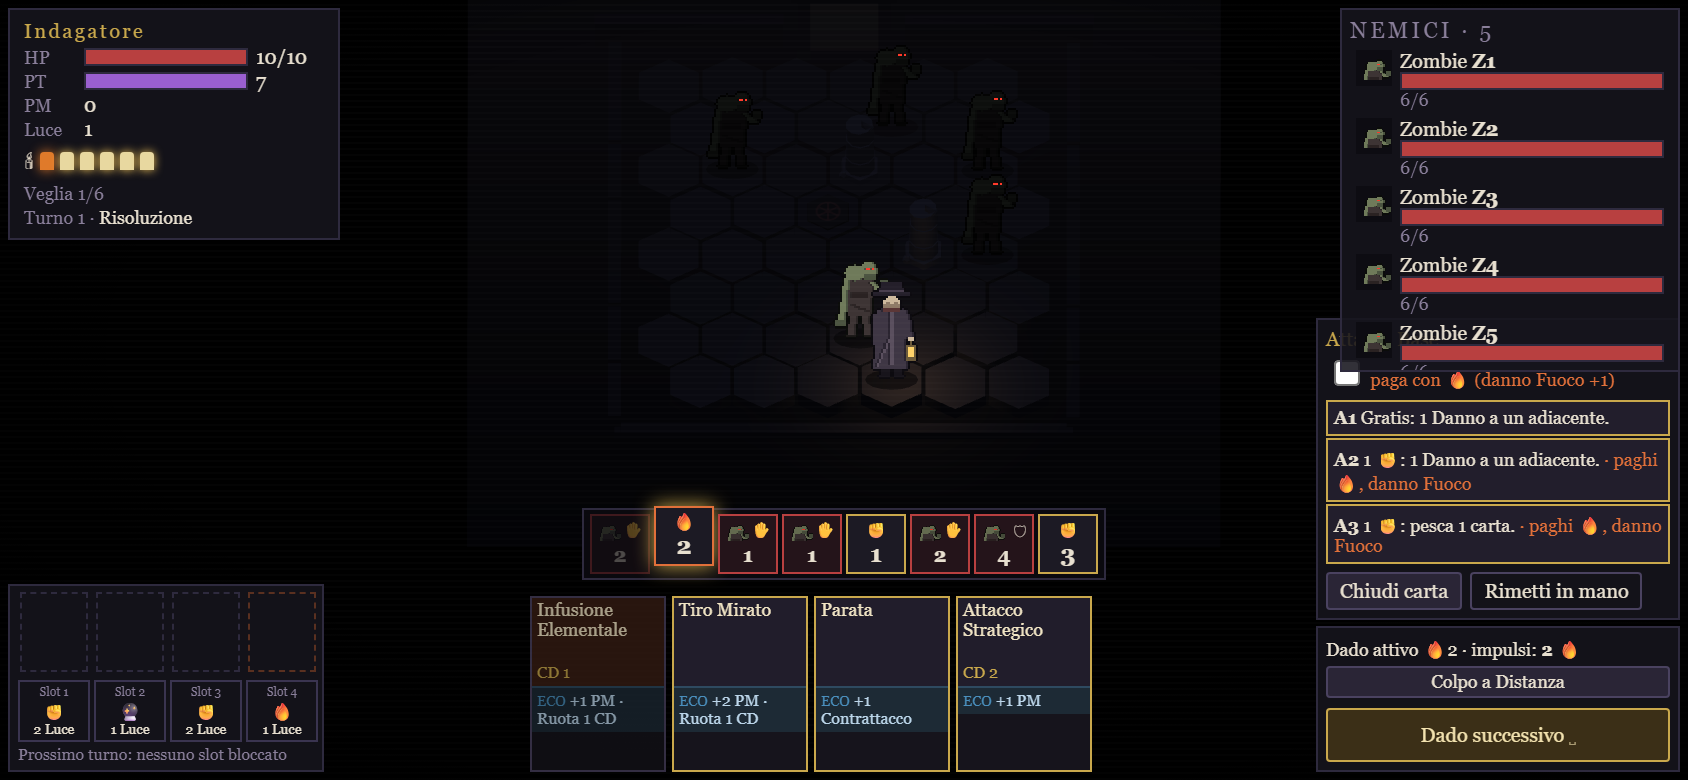 Indagatore
HP 10/10
PT 7
PM 0
Luce 1
Veglia 1/6
Turno 1 · Risoluzione
NEMICI · 5
Zombie Z1
6/6
Zombie Z2
6/6
Zombie Z3
6/6
Zombie Z4
6/6
Zombie Z5
paga con 🔥 (danno Fuoco +1)
A1 Gratis: 1 Danno a un adiacente.
A2 1 ✊ : 1 Danno a un adiacente. · paghi
🔥 , danno Fuoco
A3 1 ✊ : pesca 1 carta. · paghi 🔥 , danno
Fuoco
Chiudi carta Rimetti in mano
Dado attivo 🔥 2 · impulsi: 2 🔥
Colpo a Distanza
Dado successivo
2 2 1 1 1 2 4 3
Infusione
Elementale
CD 1
ECO +1 PM ·
Ruota 1 CD
Tiro Mirato
ECO +2 PM ·
Ruota 1 CD
Parata
ECO +1
Contrattacco
Attacco
Strategico
CD 2
ECO +1 PM
Slot 1 Slot 2 Slot 3 Slot 4
2 Luce 1 Luce 2 Luce 1 Luce
Prossimo turno: nessuno slot bloccato